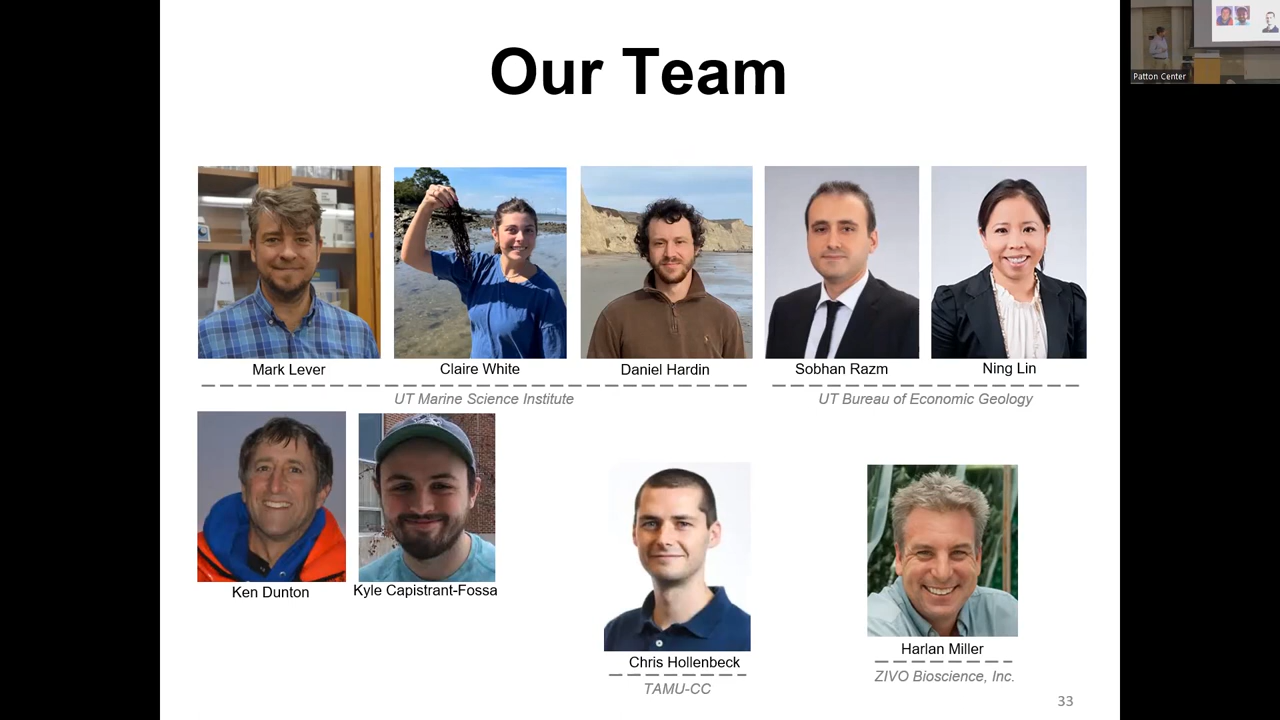 Our Team
Patton Center
Mark Lever
Claire White
Daniel Hardin
Sobhan Razm
Ning Lin
UT Marine Science Institute
UT Bureau of Economic Geology
Ken Dunton
Kyle Capistrant-Fossa
Chris Hollenbeck
TAMU-CC
Harlan Miller
ZIVO Bioscience, Inc.
33